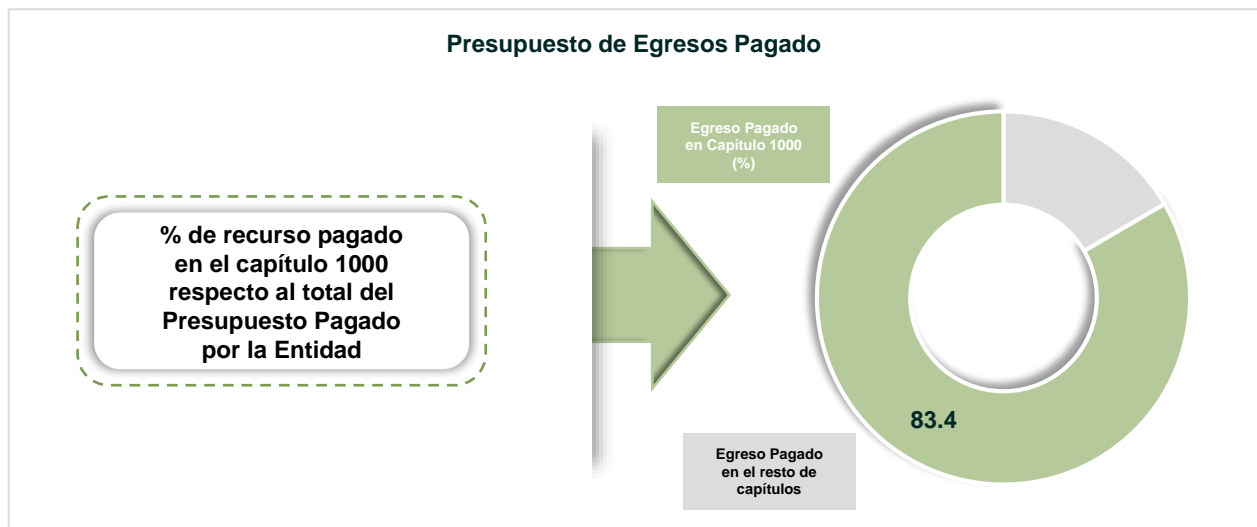 Presupuesto de Egresos Pagado
Egreso Pagado
en Capítulo 1000
(%)
% de recurso pagado
en el capítulo 1000
respecto al total del
Presupuesto Pagado
por la Entidad
83.4
Egreso Pagado
en el resto de
capítulos